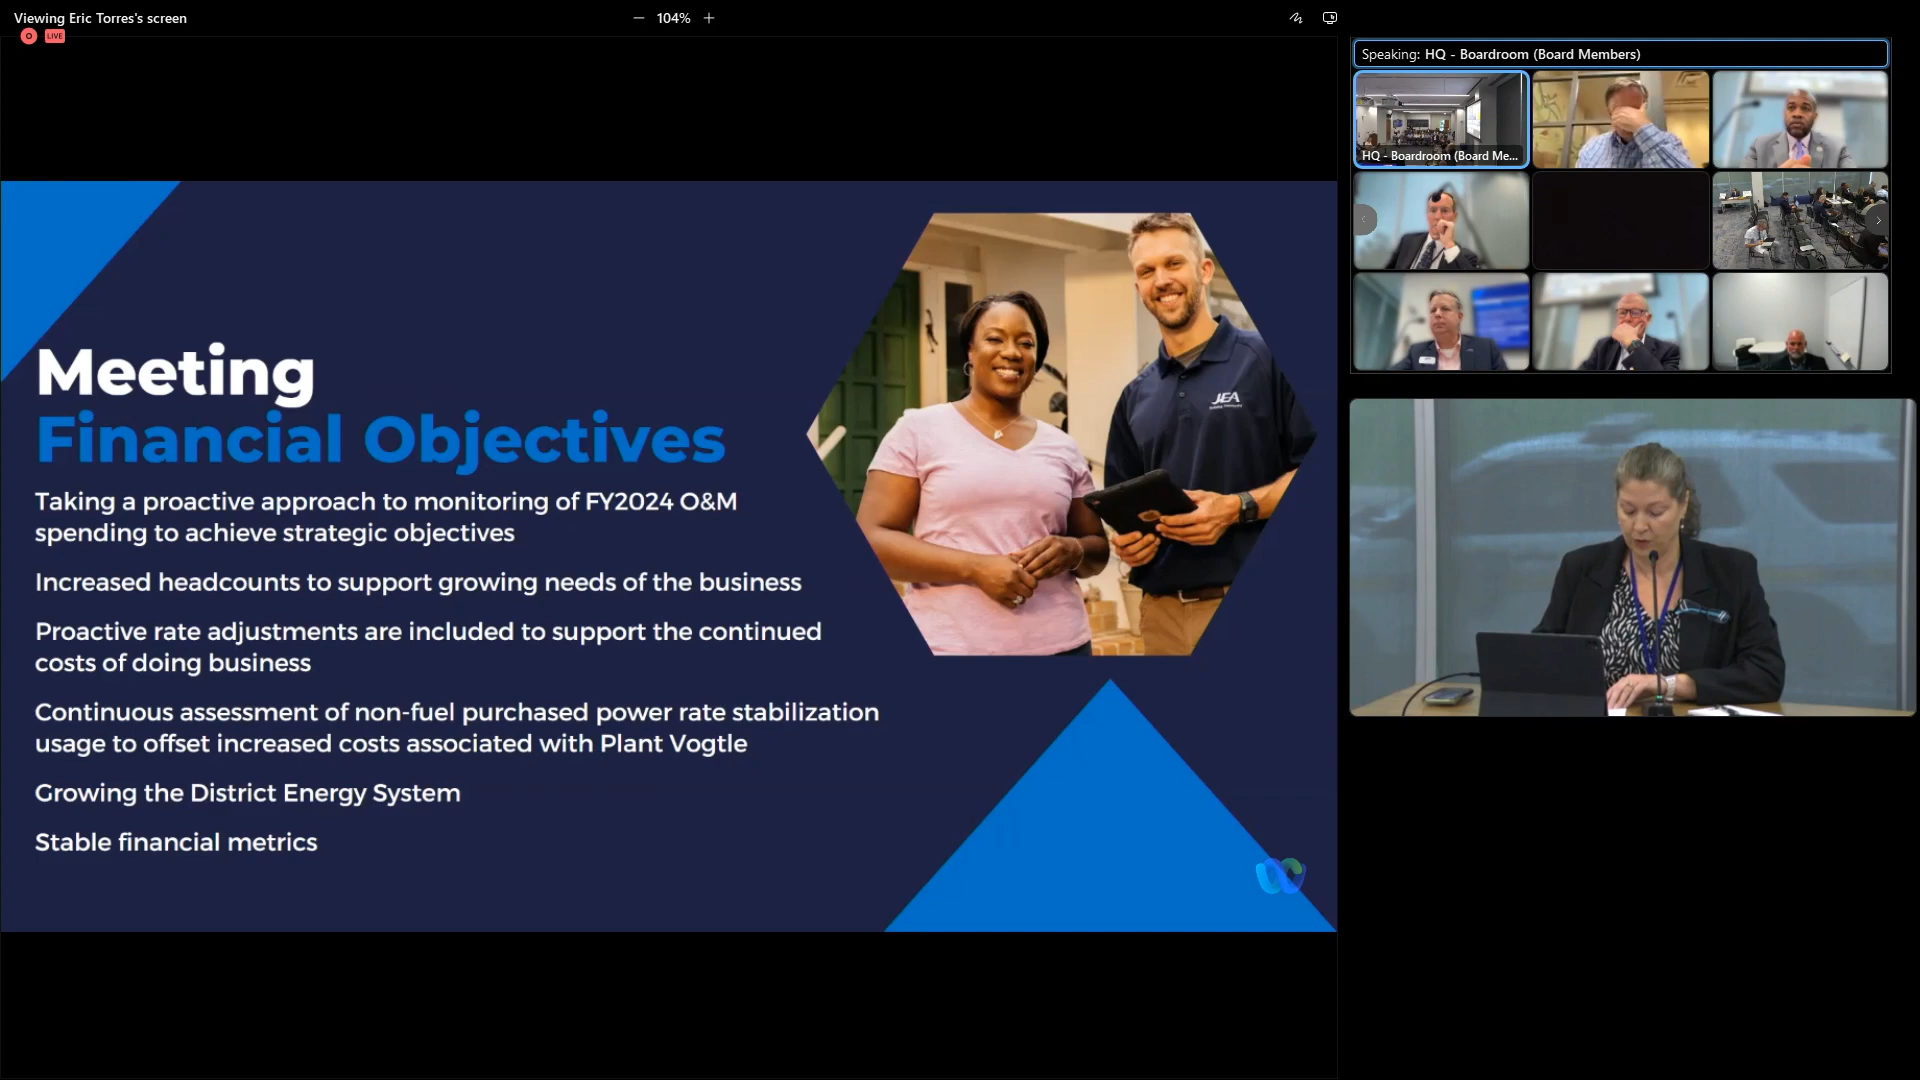 Viewing Eric Torres's screen
104%
LIVE
Speaking: HQ - Boardroom (Board Members)
HQ - Boardroom (Board Me...
Meeting
Financial Objectives
Taking a proactive approach to monitoring of FY2024 O&M
spending to achieve strategic objectives
Increased headcounts to support growing needs of the business
Proactive rate adjustments are included to support the continued
costs of doing business
Continuous assessment of non-fuel purchased power rate stabilization
usage to offset increased costs associated with Plant Vogtle
Growing the District Energy System
Stable financial metrics
JEA